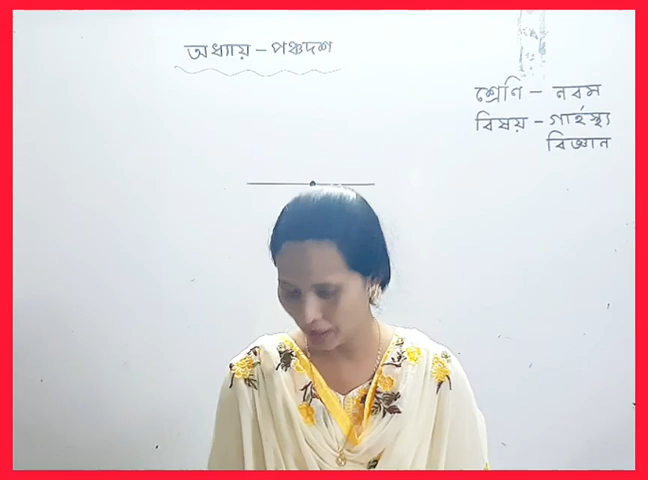 অধ্যায় – পঞ্চদশ
শ্রেণি – নবম
বিষয় – গার্হস্থ্য
বিজ্ঞান